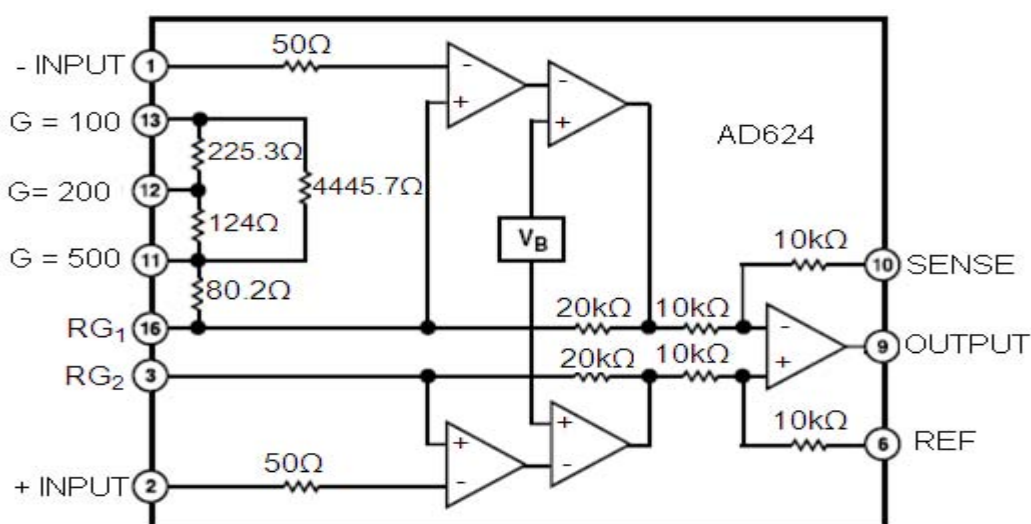 50Ω
- INPUT 1
G = 100 13
225.3Ω
AD624
G= 200 12
4445.7Ω
124Ω
V_B
10kΩ
G = 500 11
10 SENSE
80.2Ω
20kΩ 10kΩ
RG₁ 16
9 OUTPUT
RG₂ 3
20kΩ 10kΩ
10kΩ
6 REF
50Ω
+ INPUT 2
- + - + - + + - + -